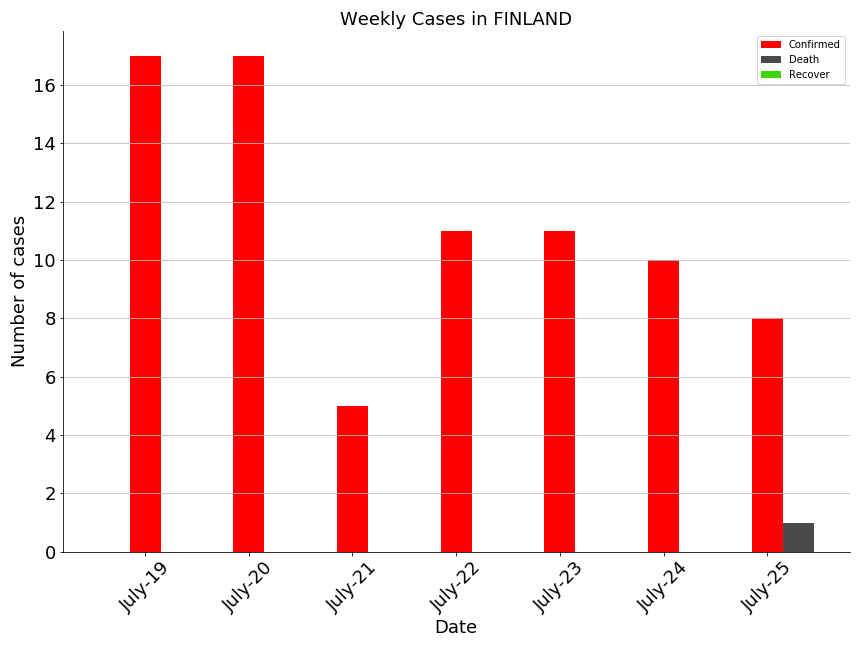 Weekly Cases in FINLAND
Confirmed
Death
Recover
Number of cases
16
14
12
10
8
6
4
2
0
July-19
July-20
July-21
July-22
July-23
July-24
July-25
Date